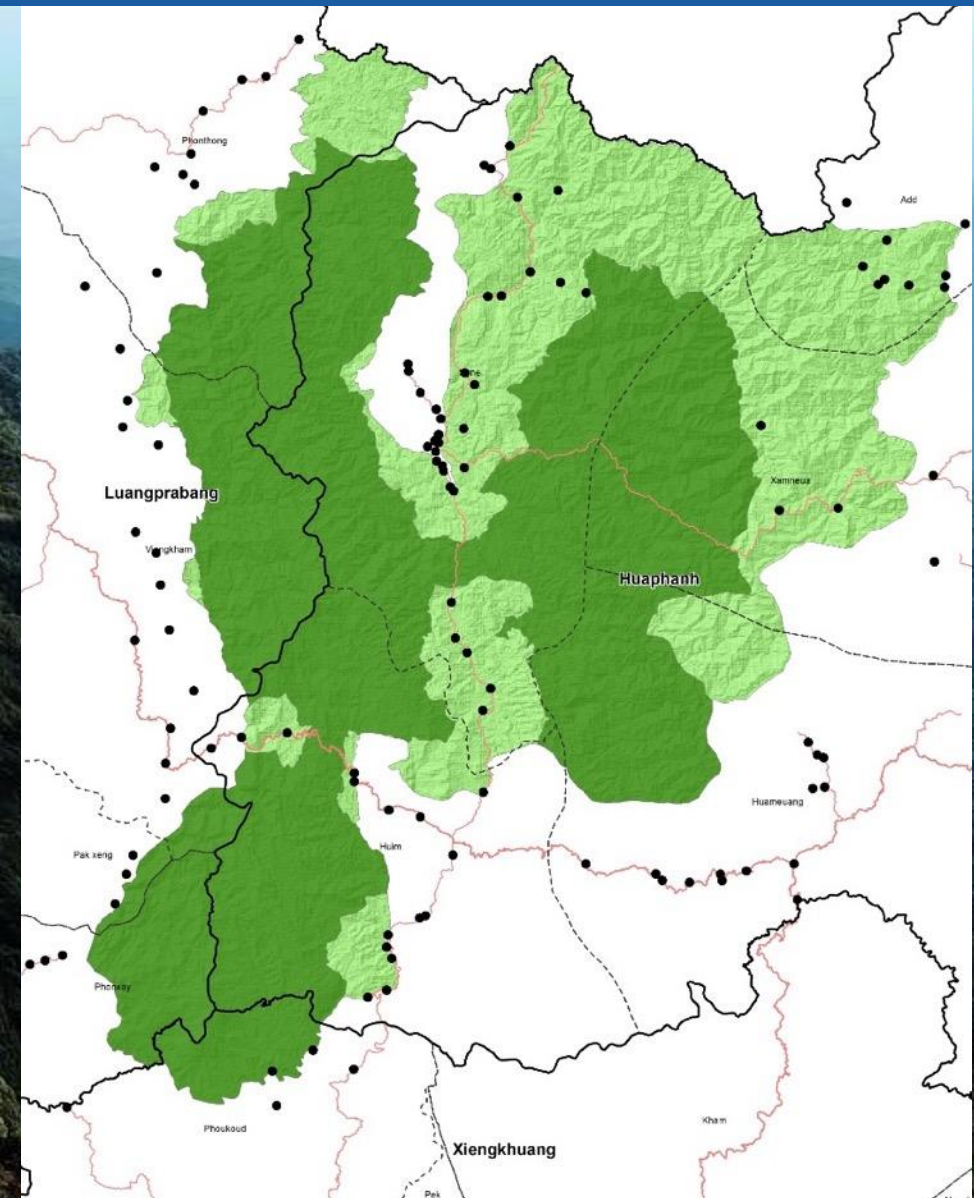 Phonthong
Add
Luangprabang
Xamneua
Viengkham
Huaphanh
Huameuang
Pak xeng
Huim
Phonxay
Phoukoud
Kham
Xiengkhuang
Pek